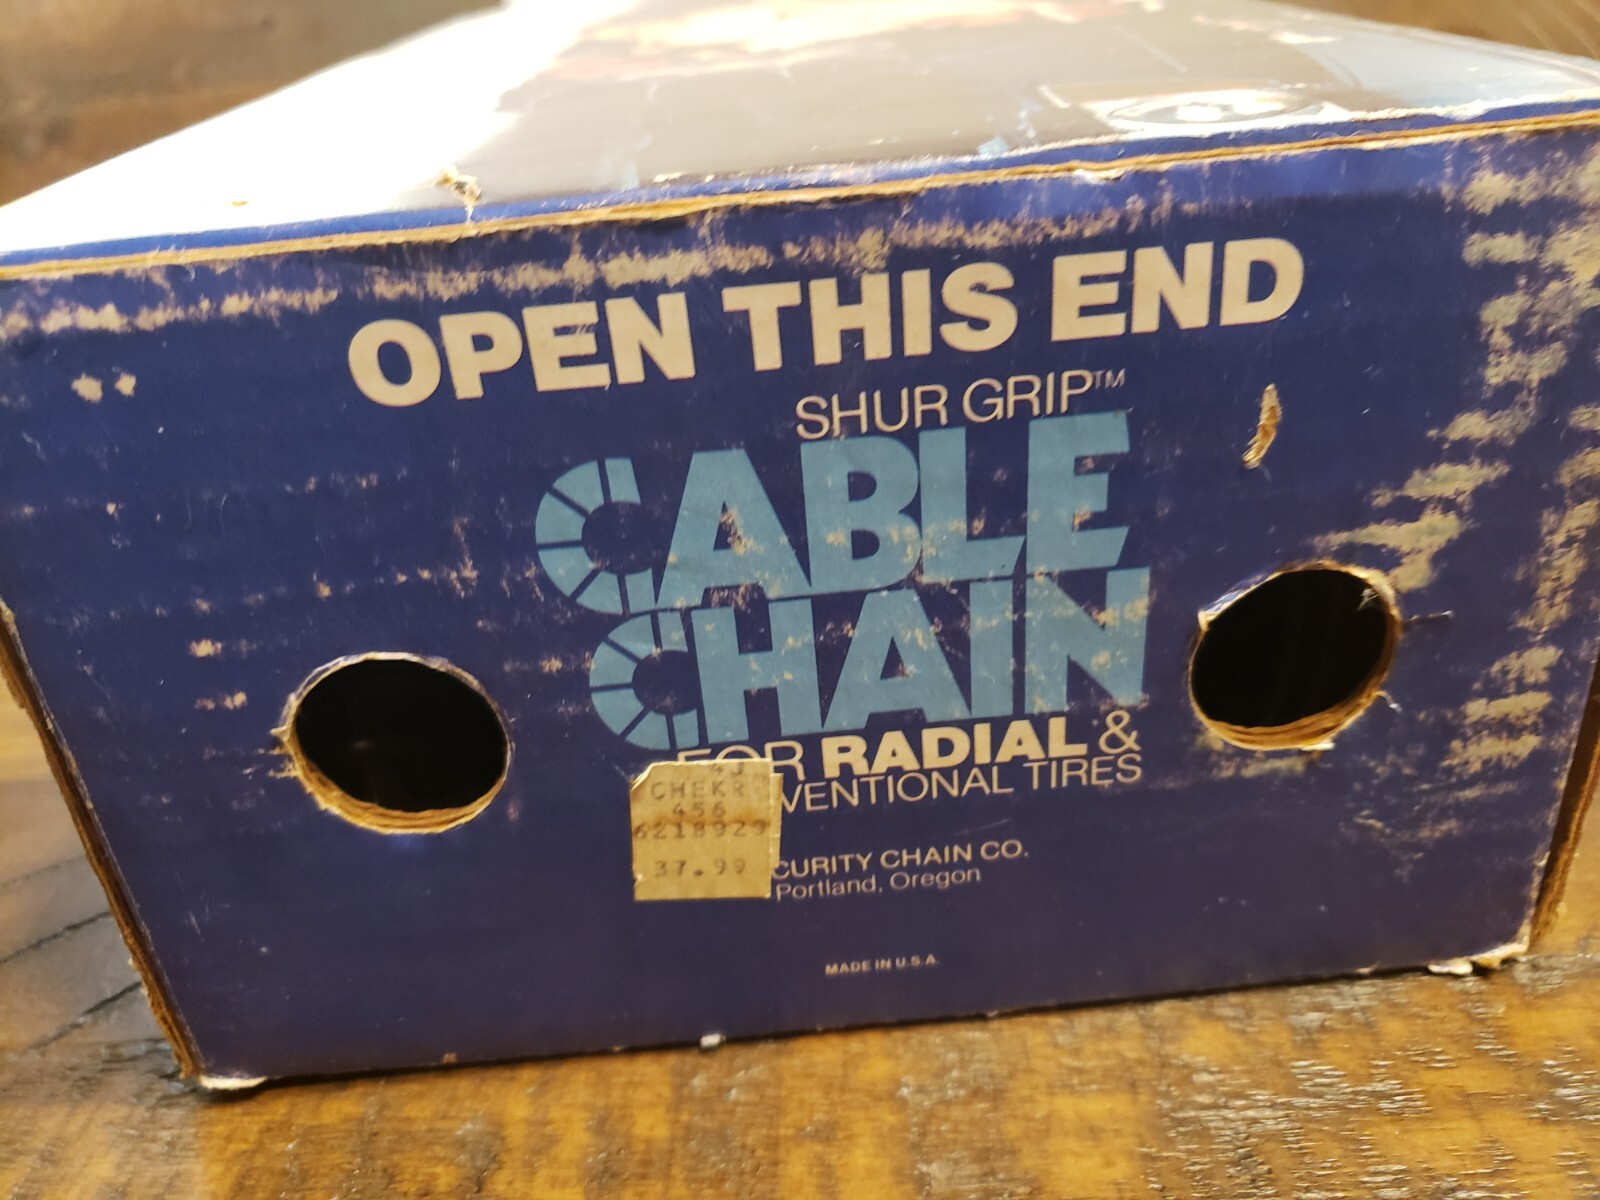 OPEN THIS END
SHUR GRIP™
CABLE
CHAIN
FOR RADIAL &
VENTIONAL TIRES
CHEKR
456
6218929
37.99
CURITY CHAIN CO.
Portland, Oregon
MADE IN U.S.A.